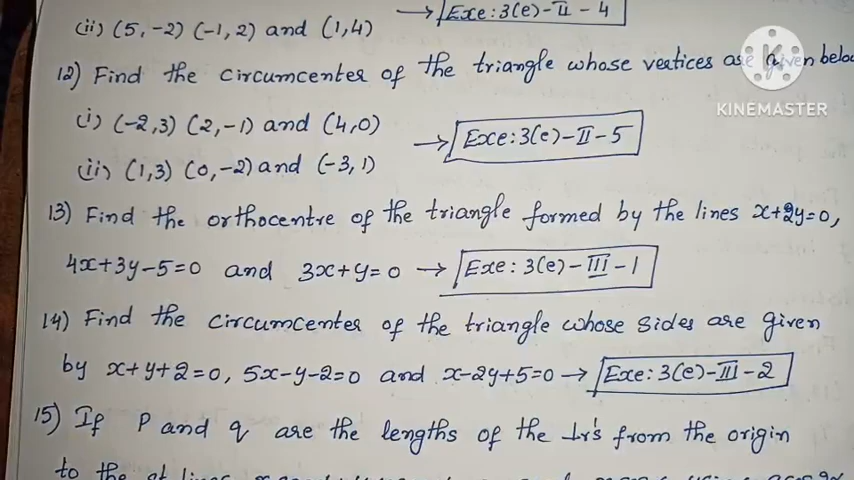 (ii) (5, -2) (-1, 2) and (1, 4) → Exe: 3(e) - II - 4
12) Find the circumcenter of the triangle whose vertices are given below
KINEMASTER
(i) (-2, 3) (2, -1) and (4, 0)
→ Exe: 3(e) - II - 5
(ii) (1, 3) (0, -2) and (-3, 1)
13) Find the orthocentre of the triangle formed by the lines x+2y=0,
4x+3y-5=0 and 3x+y=0 → Exe: 3(e) - III - 1
14) Find the circumcenter of the triangle whose sides are given
by x+y+2=0, 5x-y-2=0 and x-2y+5=0 → Exe: 3(e) - III - 2
15) If P and q are the lengths of the ⊥r's from the origin
to the st lines